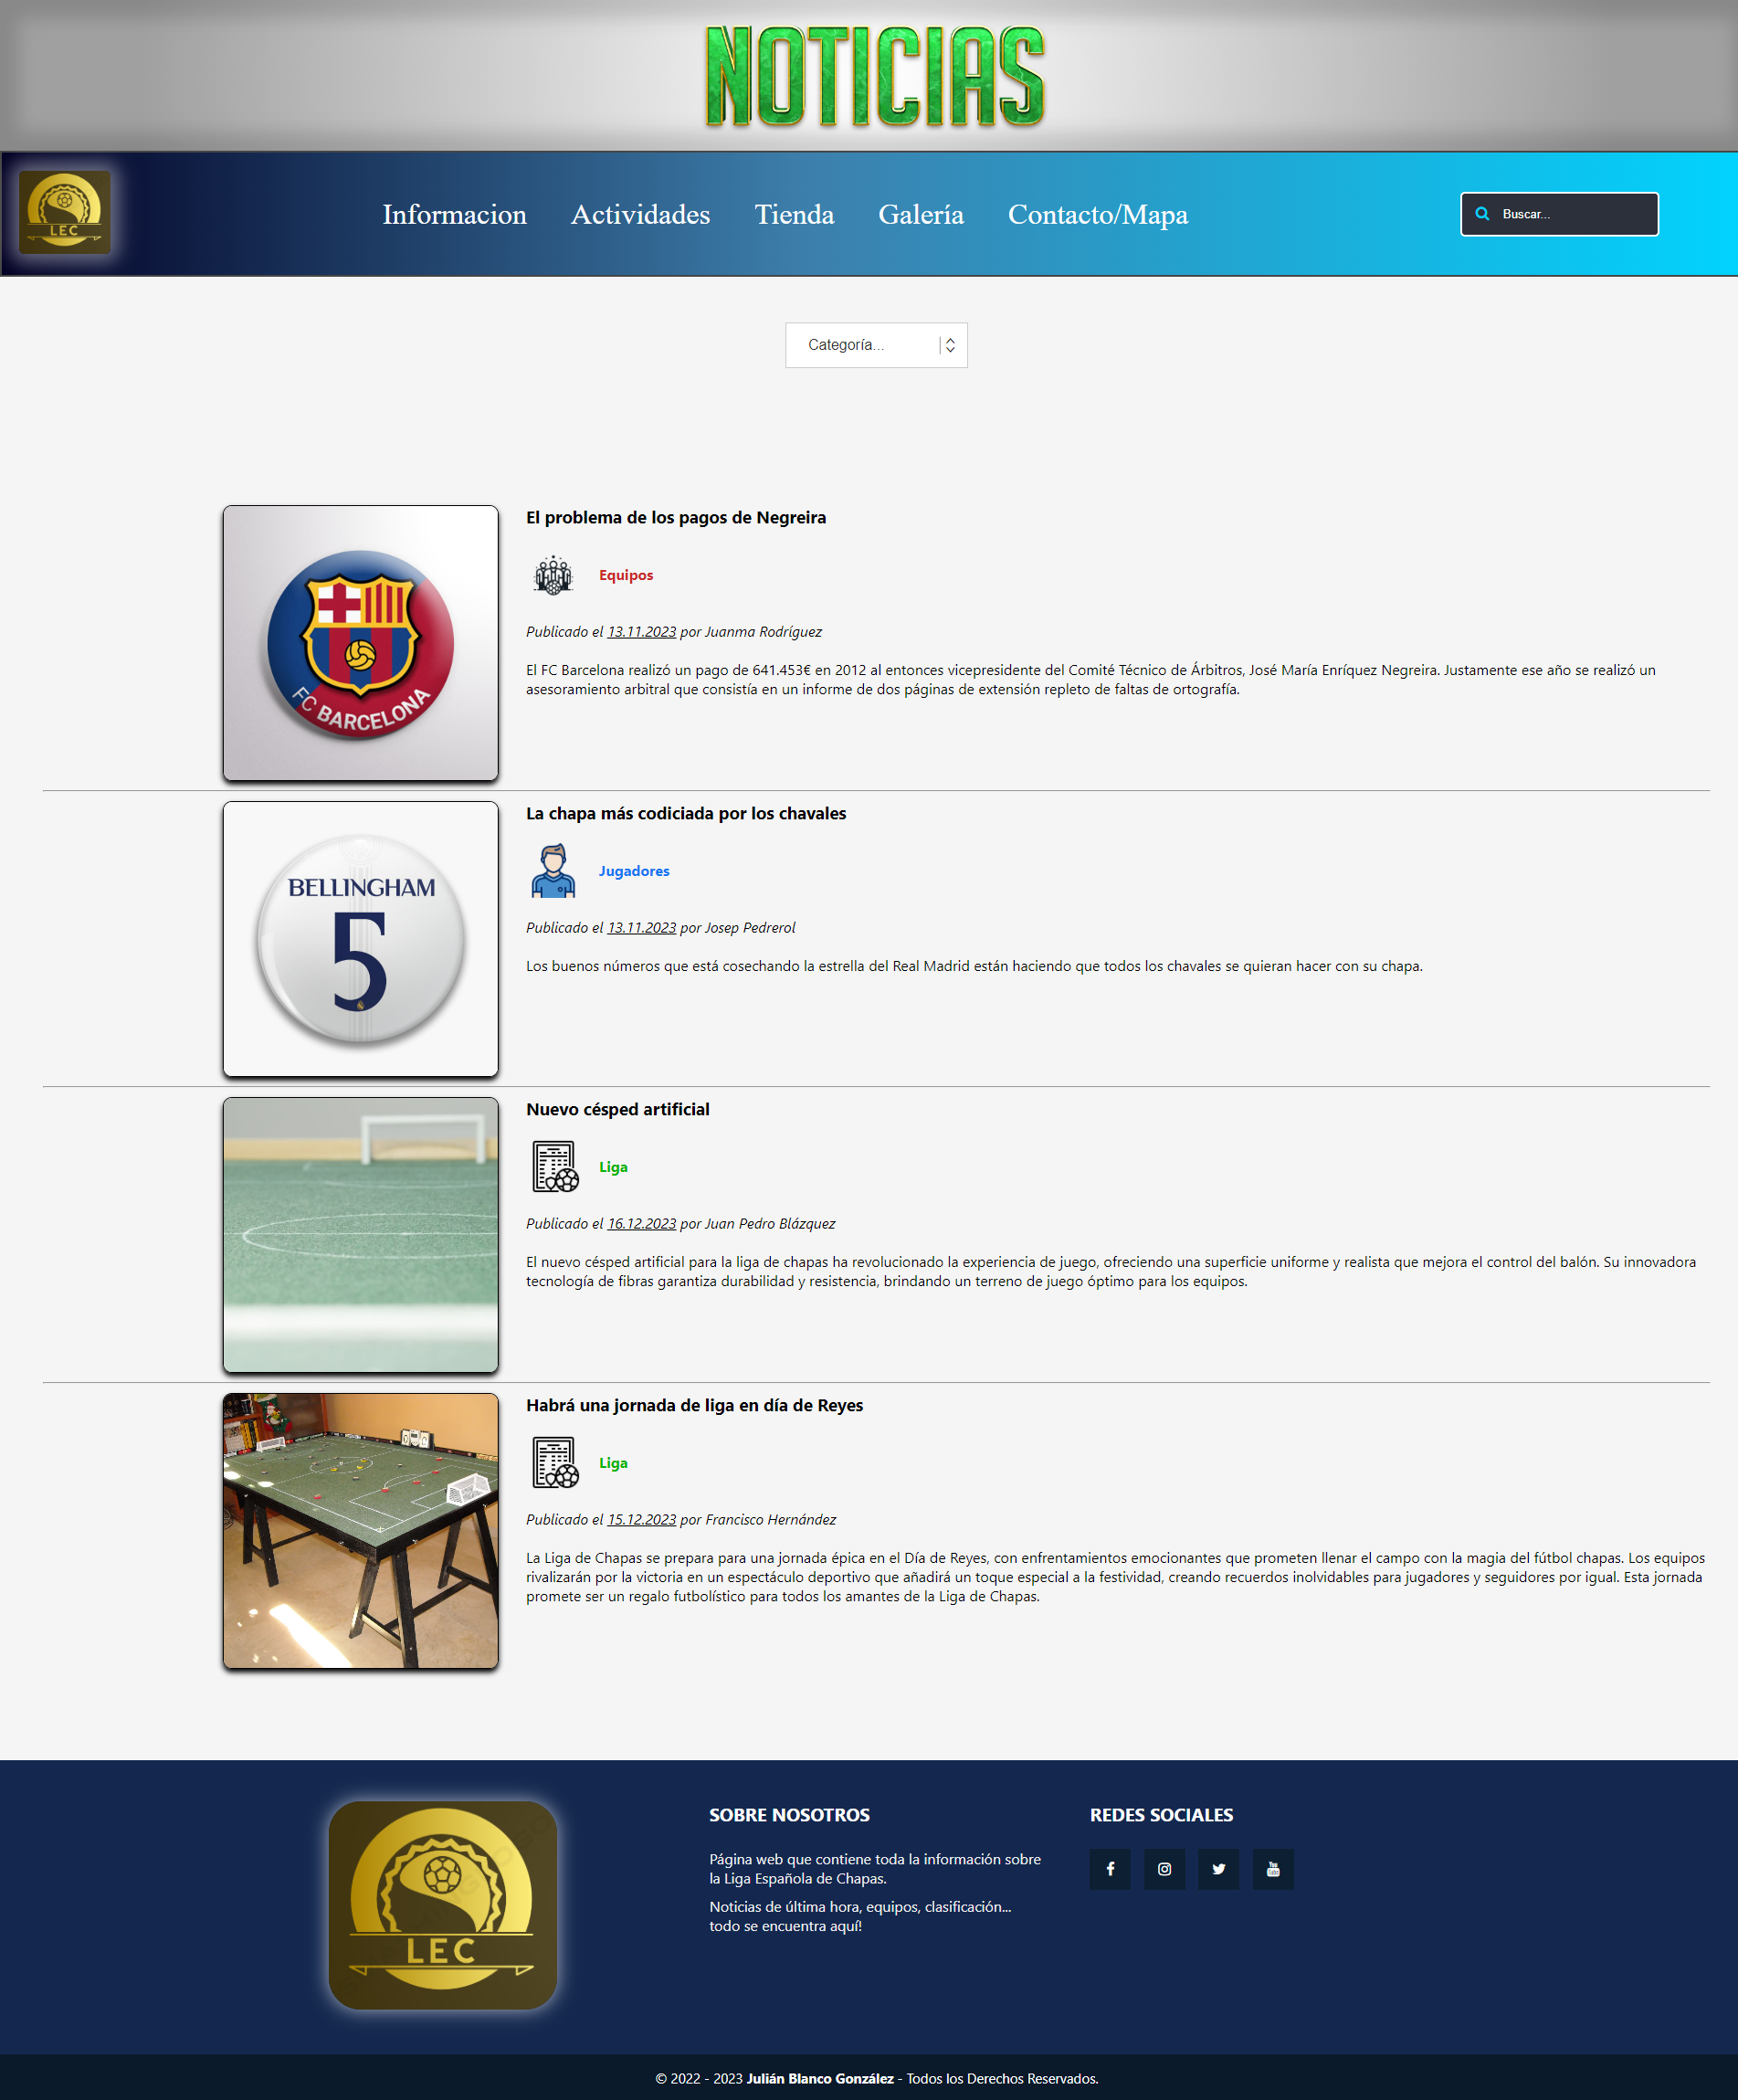 NOTICIAS
LEC
Informacion Actividades Tienda Galería Contacto/Mapa
Buscar...
Categoría...
FC BARCELONA
El problema de los pagos de Negreira
Equipos
Publicado el 13.11.2023 por Juanma Rodríguez
El FC Barcelona realizó un pago de 641.453€ en 2012 al entonces vicepresidente del Comité Técnico de Árbitros, José María Enríquez Negreira. Justamente ese año se realizó un
asesoramiento arbitral que consistía en un informe de dos páginas de extensión repleto de faltas de ortografía.
BELLINGHAM
5
La chapa más codiciada por los chavales
Jugadores
Publicado el 13.11.2023 por Josep Pedrerol
Los buenos números que está cosechando la estrella del Real Madrid están haciendo que todos los chavales se quieran hacer con su chapa.
Nuevo césped artificial
Liga
Publicado el 16.12.2023 por Juan Pedro Blázquez
El nuevo césped artificial para la liga de chapas ha revolucionado la experiencia de juego, ofreciendo una superficie uniforme y realista que mejora el control del balón. Su innovadora
tecnología de fibras garantiza durabilidad y resistencia, brindando un terreno de juego óptimo para los equipos.
Habrá una jornada de liga en día de Reyes
Liga
Publicado el 15.12.2023 por Francisco Hernández
La Liga de Chapas se prepara para una jornada épica en el Día de Reyes, con enfrentamientos emocionantes que prometen llenar el campo con la magia del fútbol chapas. Los equipos
rivalizarán por la victoria en un espectáculo deportivo que añadirá un toque especial a la festividad, creando recuerdos inolvidables para jugadores y seguidores por igual. Esta jornada
promete ser un regalo futbolístico para todos los amantes de la Liga de Chapas.
LEC
SOBRE NOSOTROS
Página web que contiene toda la información sobre
la Liga Española de Chapas.
Noticias de última hora, equipos, clasificación...
todo se encuentra aquí!
REDES SOCIALES
You Tube
© 2022 - 2023 Julián Blanco González - Todos los Derechos Reservados.